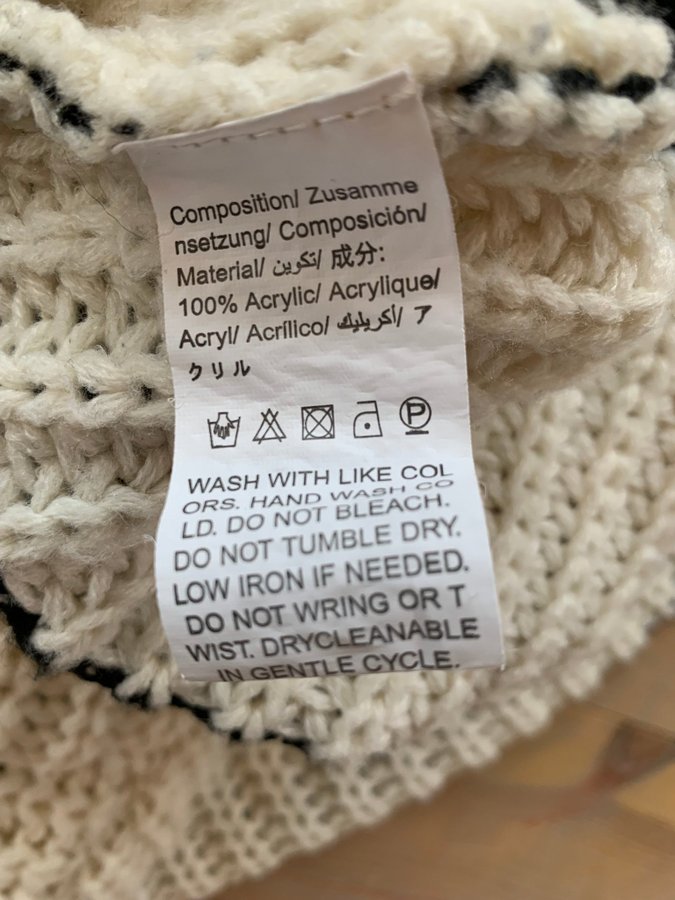 Composition/ Zusamme
nsetzung/ Composición/
Material/ تكوين/ 成分:
100% Acrylic/ Acrylique/
Acryl/ Acrílico/ أكريليك/ ア
クリル
P
WASH WITH LIKE COL
ORS. HAND WASH CO
LD. DO NOT BLEACH.
DO NOT TUMBLE DRY.
LOW IRON IF NEEDED.
DO NOT WRING OR T
WIST. DRYCLEANABLE
IN GENTLE CYCLE.